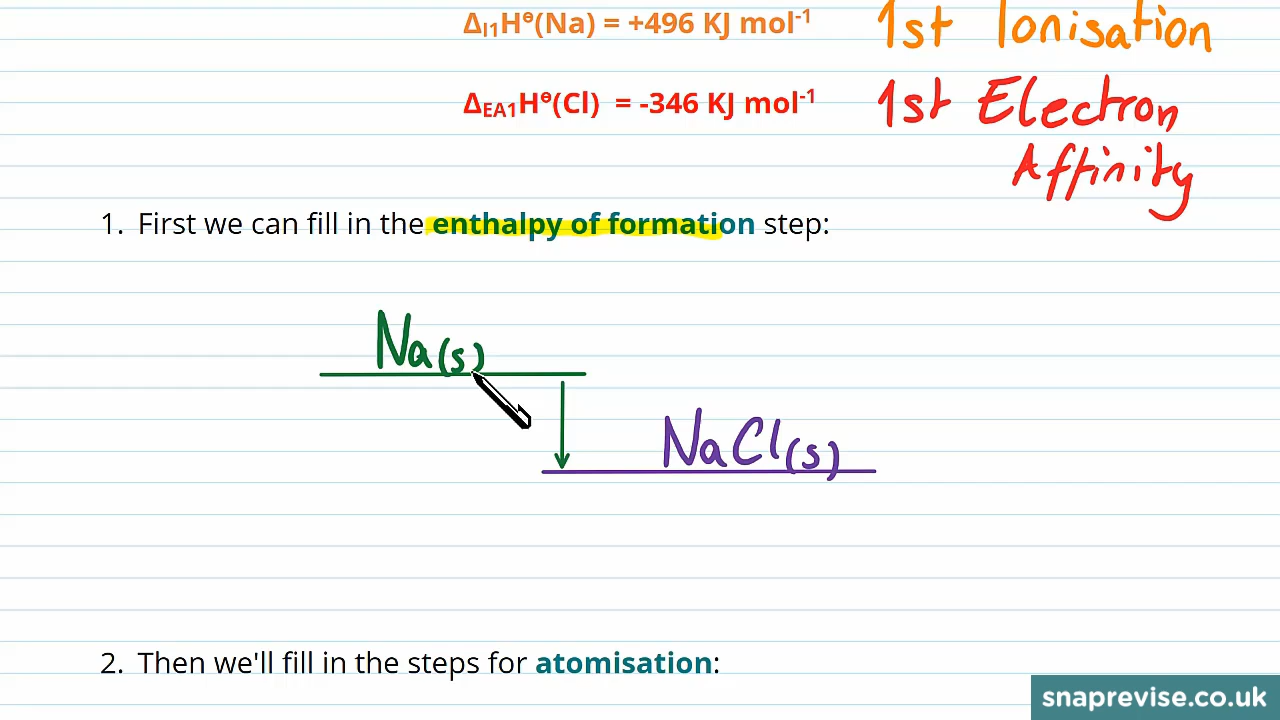 ΔI1H⦵(Na) = +496 KJ mol-1 1st Ionisation
ΔEA1H⦵(Cl) = -346 KJ mol-1 1st Electron
Affinity
1. First we can fill in the enthalpy of formation step:
Na(s)
NaCl(s)
2. Then we'll fill in the steps for atomisation:
snaprevise.co.uk